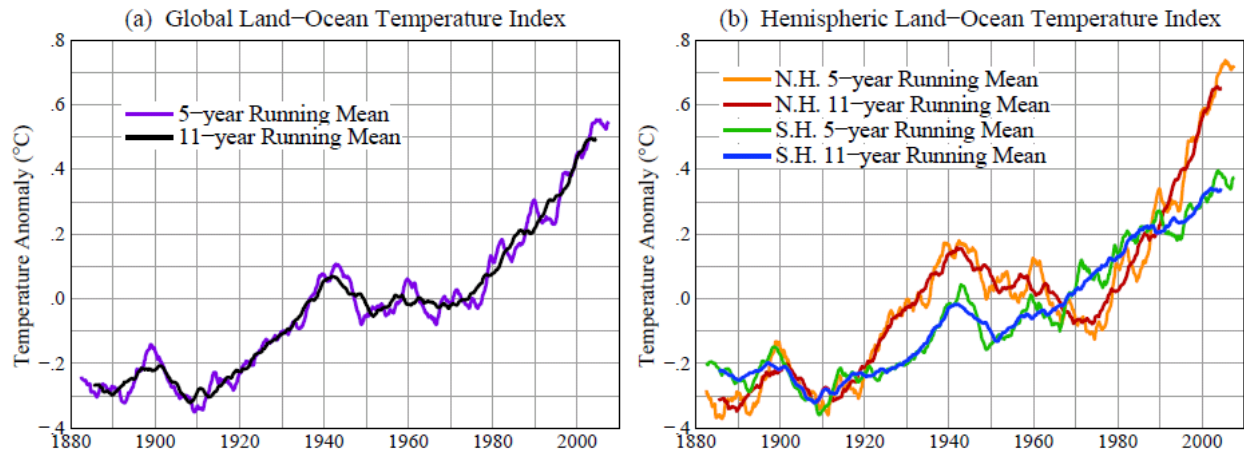 (a) Global Land−Ocean Temperature Index
.8
.6
.4
.2
.0
−.2
−.4
Temperature Anomaly (°C)
5−year Running Mean
11−year Running Mean
1880 1900 1920 1940 1960 1980 2000
(b) Hemispheric Land−Ocean Temperature Index
.8
.6
.4
.2
.0
−.2
−.4
Temperature Anomaly (°C)
N.H. 5−year Running Mean
N.H. 11−year Running Mean
S.H. 5−year Running Mean
S.H. 11−year Running Mean
1880 1900 1920 1940 1960 1980 2000